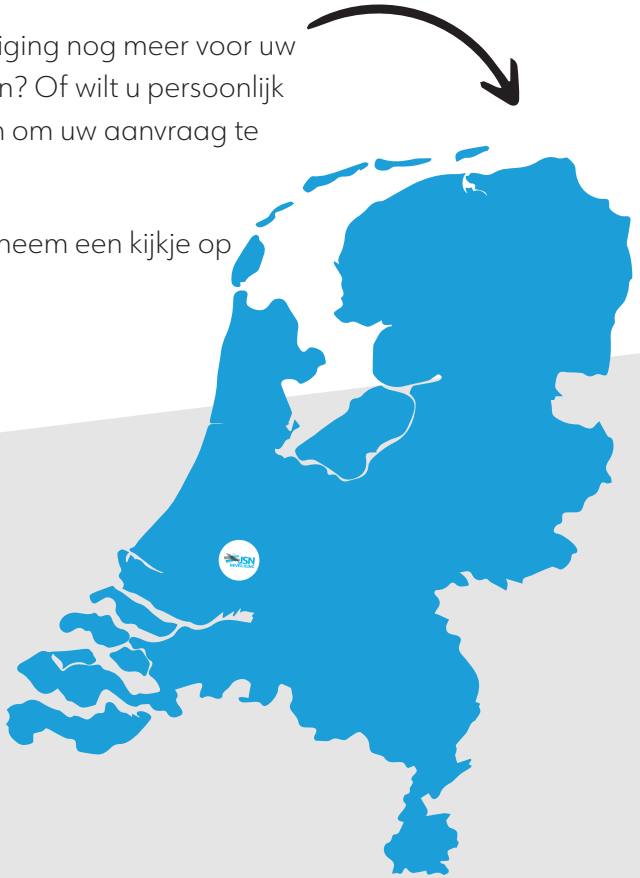 iging nog meer voor uw
n? Of wilt u persoonlijk
n om uw aanvraag te
neem een kijkje op
JSN